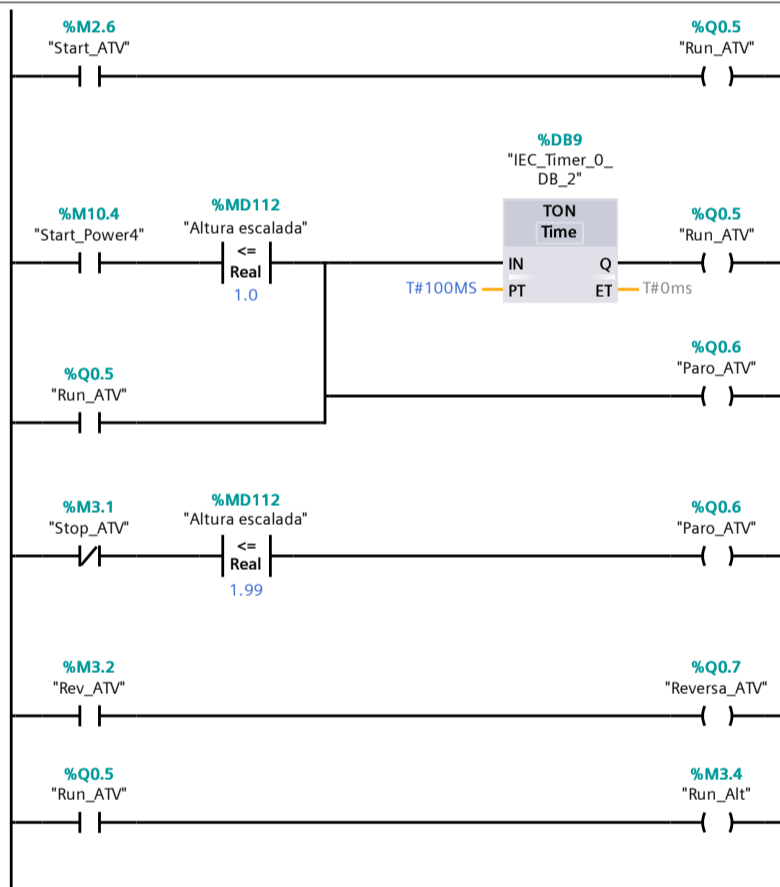 %M2.6
"Start_ATV"
%Q0.5
"Run_ATV"
%DB9
"IEC_Timer_0_
DB_2"
%M10.4
"Start_Power4"
%MD112
"Altura escalada"
<=
Real
1.0
TON
Time
IN
Q
T#100MS
PT
ET
T#0ms
%Q0.5
"Run_ATV"
%Q0.5
"Run_ATV"
%Q0.6
"Paro_ATV"
%M3.1
"Stop_ATV"
%MD112
"Altura escalada"
<=
Real
1.99
%Q0.6
"Paro_ATV"
%M3.2
"Rev_ATV"
%Q0.7
"Reversa_ATV"
%Q0.5
"Run_ATV"
%M3.4
"Run_Alt"